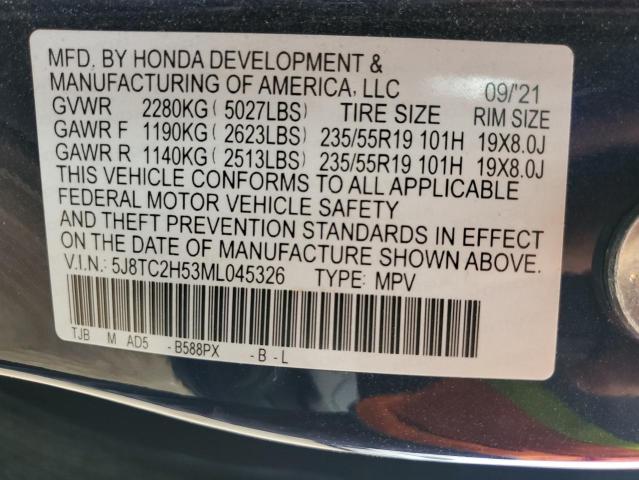 MFD. BY HONDA DEVELOPMENT &
MANUFACTURING OF AMERICA, LLC 09/'21
GVWR 2280KG ( 5027LBS) TIRE SIZE RIM SIZE
GAWR F 1190KG ( 2623LBS) 235/55R19 101H 19X8.0J
GAWR R 1140KG ( 2513LBS) 235/55R19 101H 19X8.0J
THIS VEHICLE CONFORMS TO ALL APPLICABLE
FEDERAL MOTOR VEHICLE SAFETY
AND THEFT PREVENTION STANDARDS IN EFFECT
ON THE DATE OF MANUFACTURE SHOWN ABOVE.
V.I.N.: 5J8TC2H53ML045326 TYPE: MPV
TJB M AD5 -B588PX -B-L